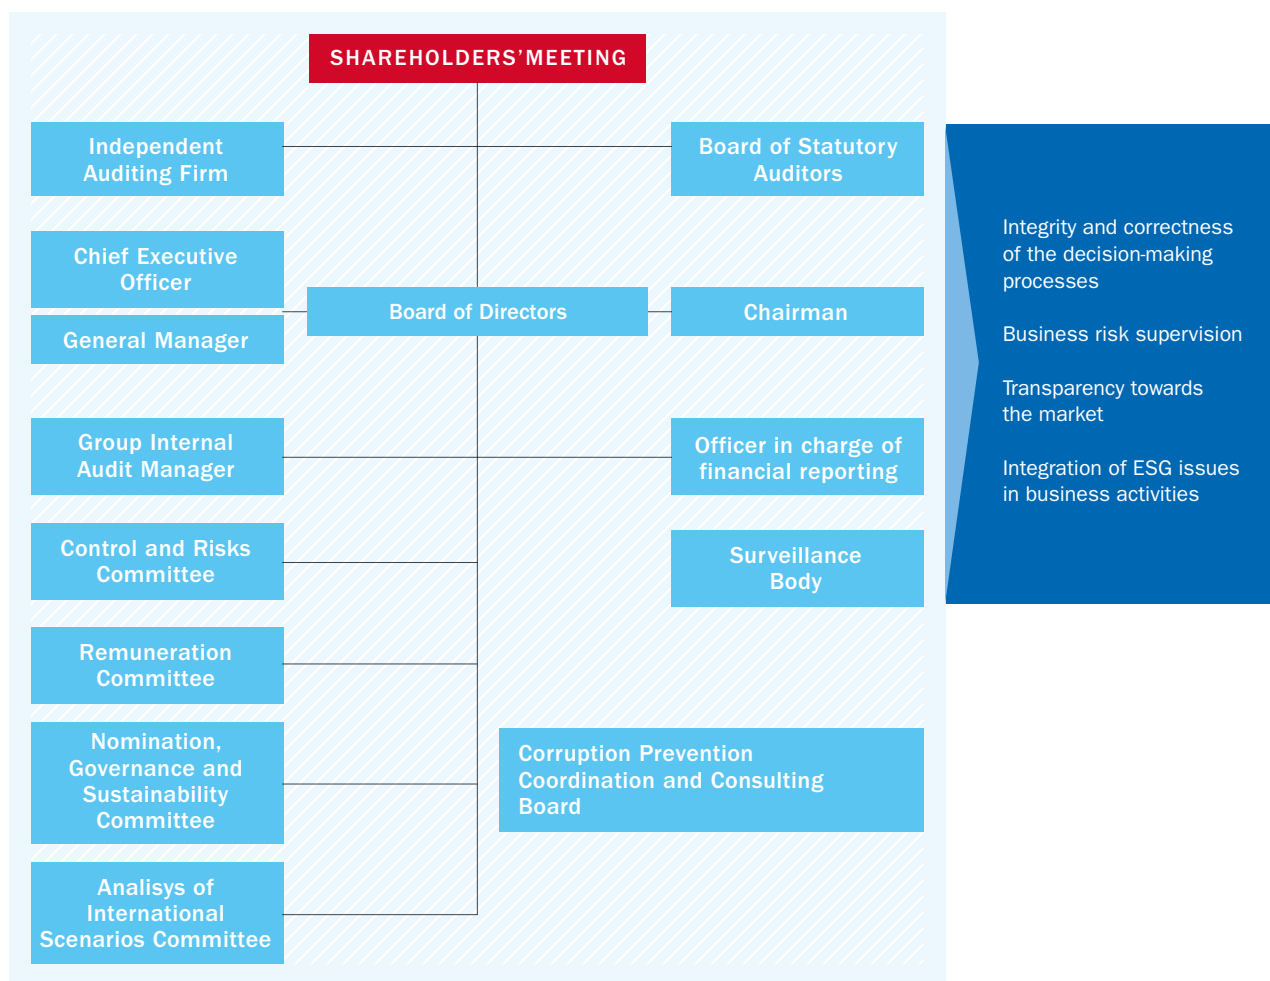 SHAREHOLDERS’MEETING
Independent
Auditing Firm
Board of Statutory
Auditors
Chief Executive
Officer
General Manager
Board of Directors
Chairman
Group Internal
Audit Manager
Officer in charge of
financial reporting
Control and Risks
Committee
Surveillance
Body
Remuneration
Committee
Nomination,
Governance and
Sustainability
Committee
Corruption Prevention
Coordination and Consulting
Board
Analisys of
International
Scenarios Committee
Integrity and correctness
of the decision-making
processes
Business risk supervision
Transparency towards
the market
Integration of ESG issues
in business activities